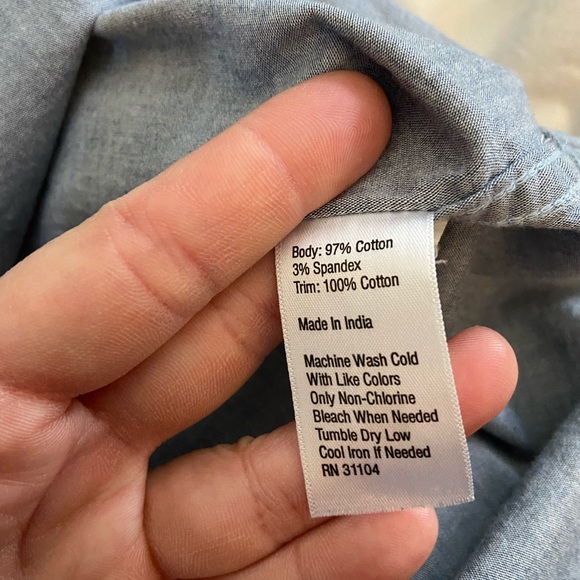 Body: 97% Cotton
3% Spandex
Trim: 100% Cotton
Made In India
Machine Wash Cold
With Like Colors
Only Non-Chlorine
Bleach When Needed
Tumble Dry Low
Cool Iron If Needed
RN 31104